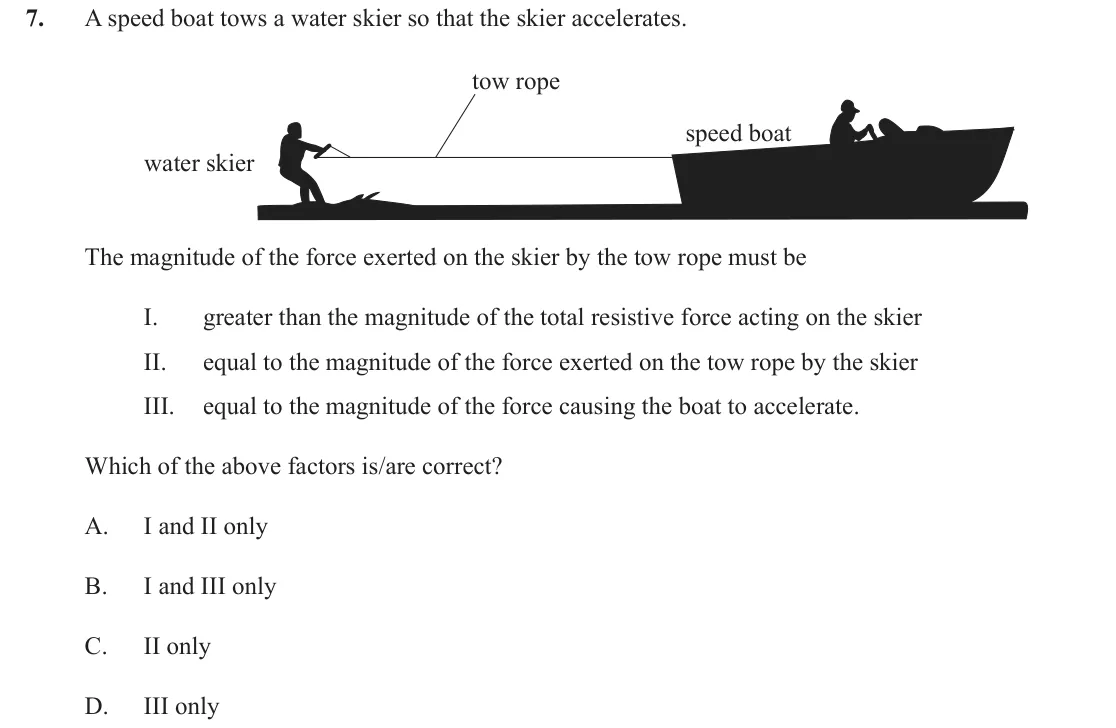 7. A speed boat tows a water skier so that the skier accelerates.
tow rope
speed boat
water skier
The magnitude of the force exerted on the skier by the tow rope must be
I. greater than the magnitude of the total resistive force acting on the skier
II. equal to the magnitude of the force exerted on the tow rope by the skier
III. equal to the magnitude of the force causing the boat to accelerate.
Which of the above factors is/are correct?
A. I and II only
B. I and III only
C. II only
D. III only